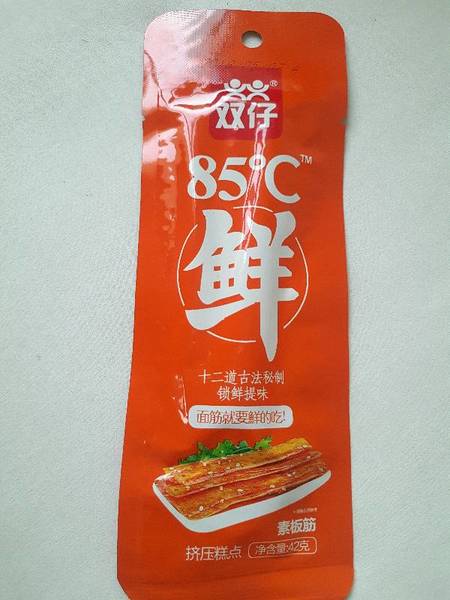 双仔®
85℃™
鲜
十二道古法秘制
锁鲜提味
面筋就要鲜的吃!
素板筋
挤压糕点
净含量:42克